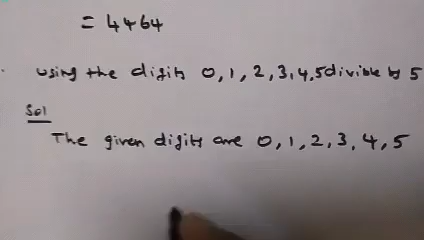 = 4464
using the digits 0, 1, 2, 3, 4, 5 divisible by 5
Sol
The given digits are 0, 1, 2, 3, 4, 5